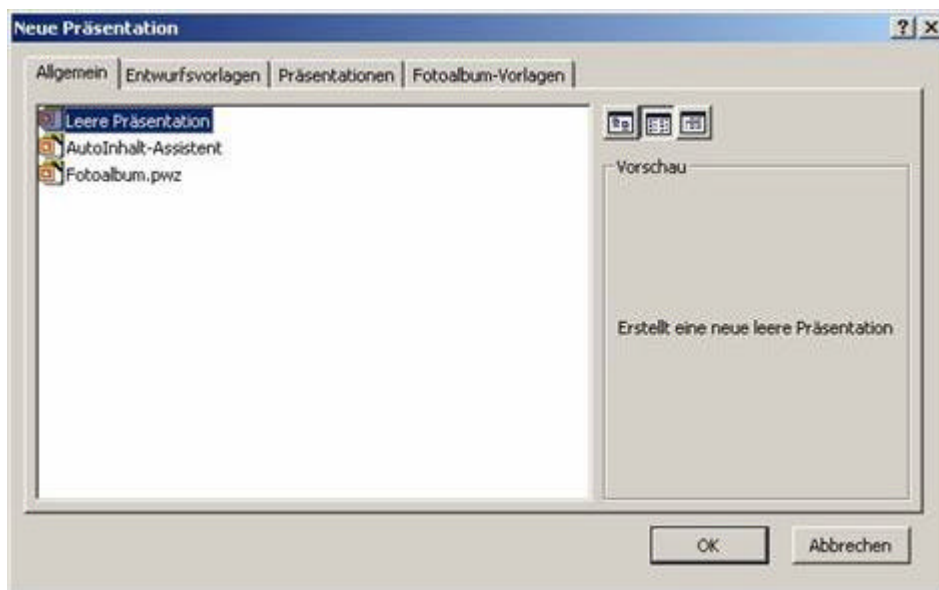 Neue Präsentation
Allgemein Entwurfsvorlagen Präsentationen Fotoalbum-Vorlagen
Leere Präsentation
AutoInhalt-Assistent
Fotoalbum.pwz
Vorschau
Erstellt eine neue leere Präsentation
OK Abbrechen